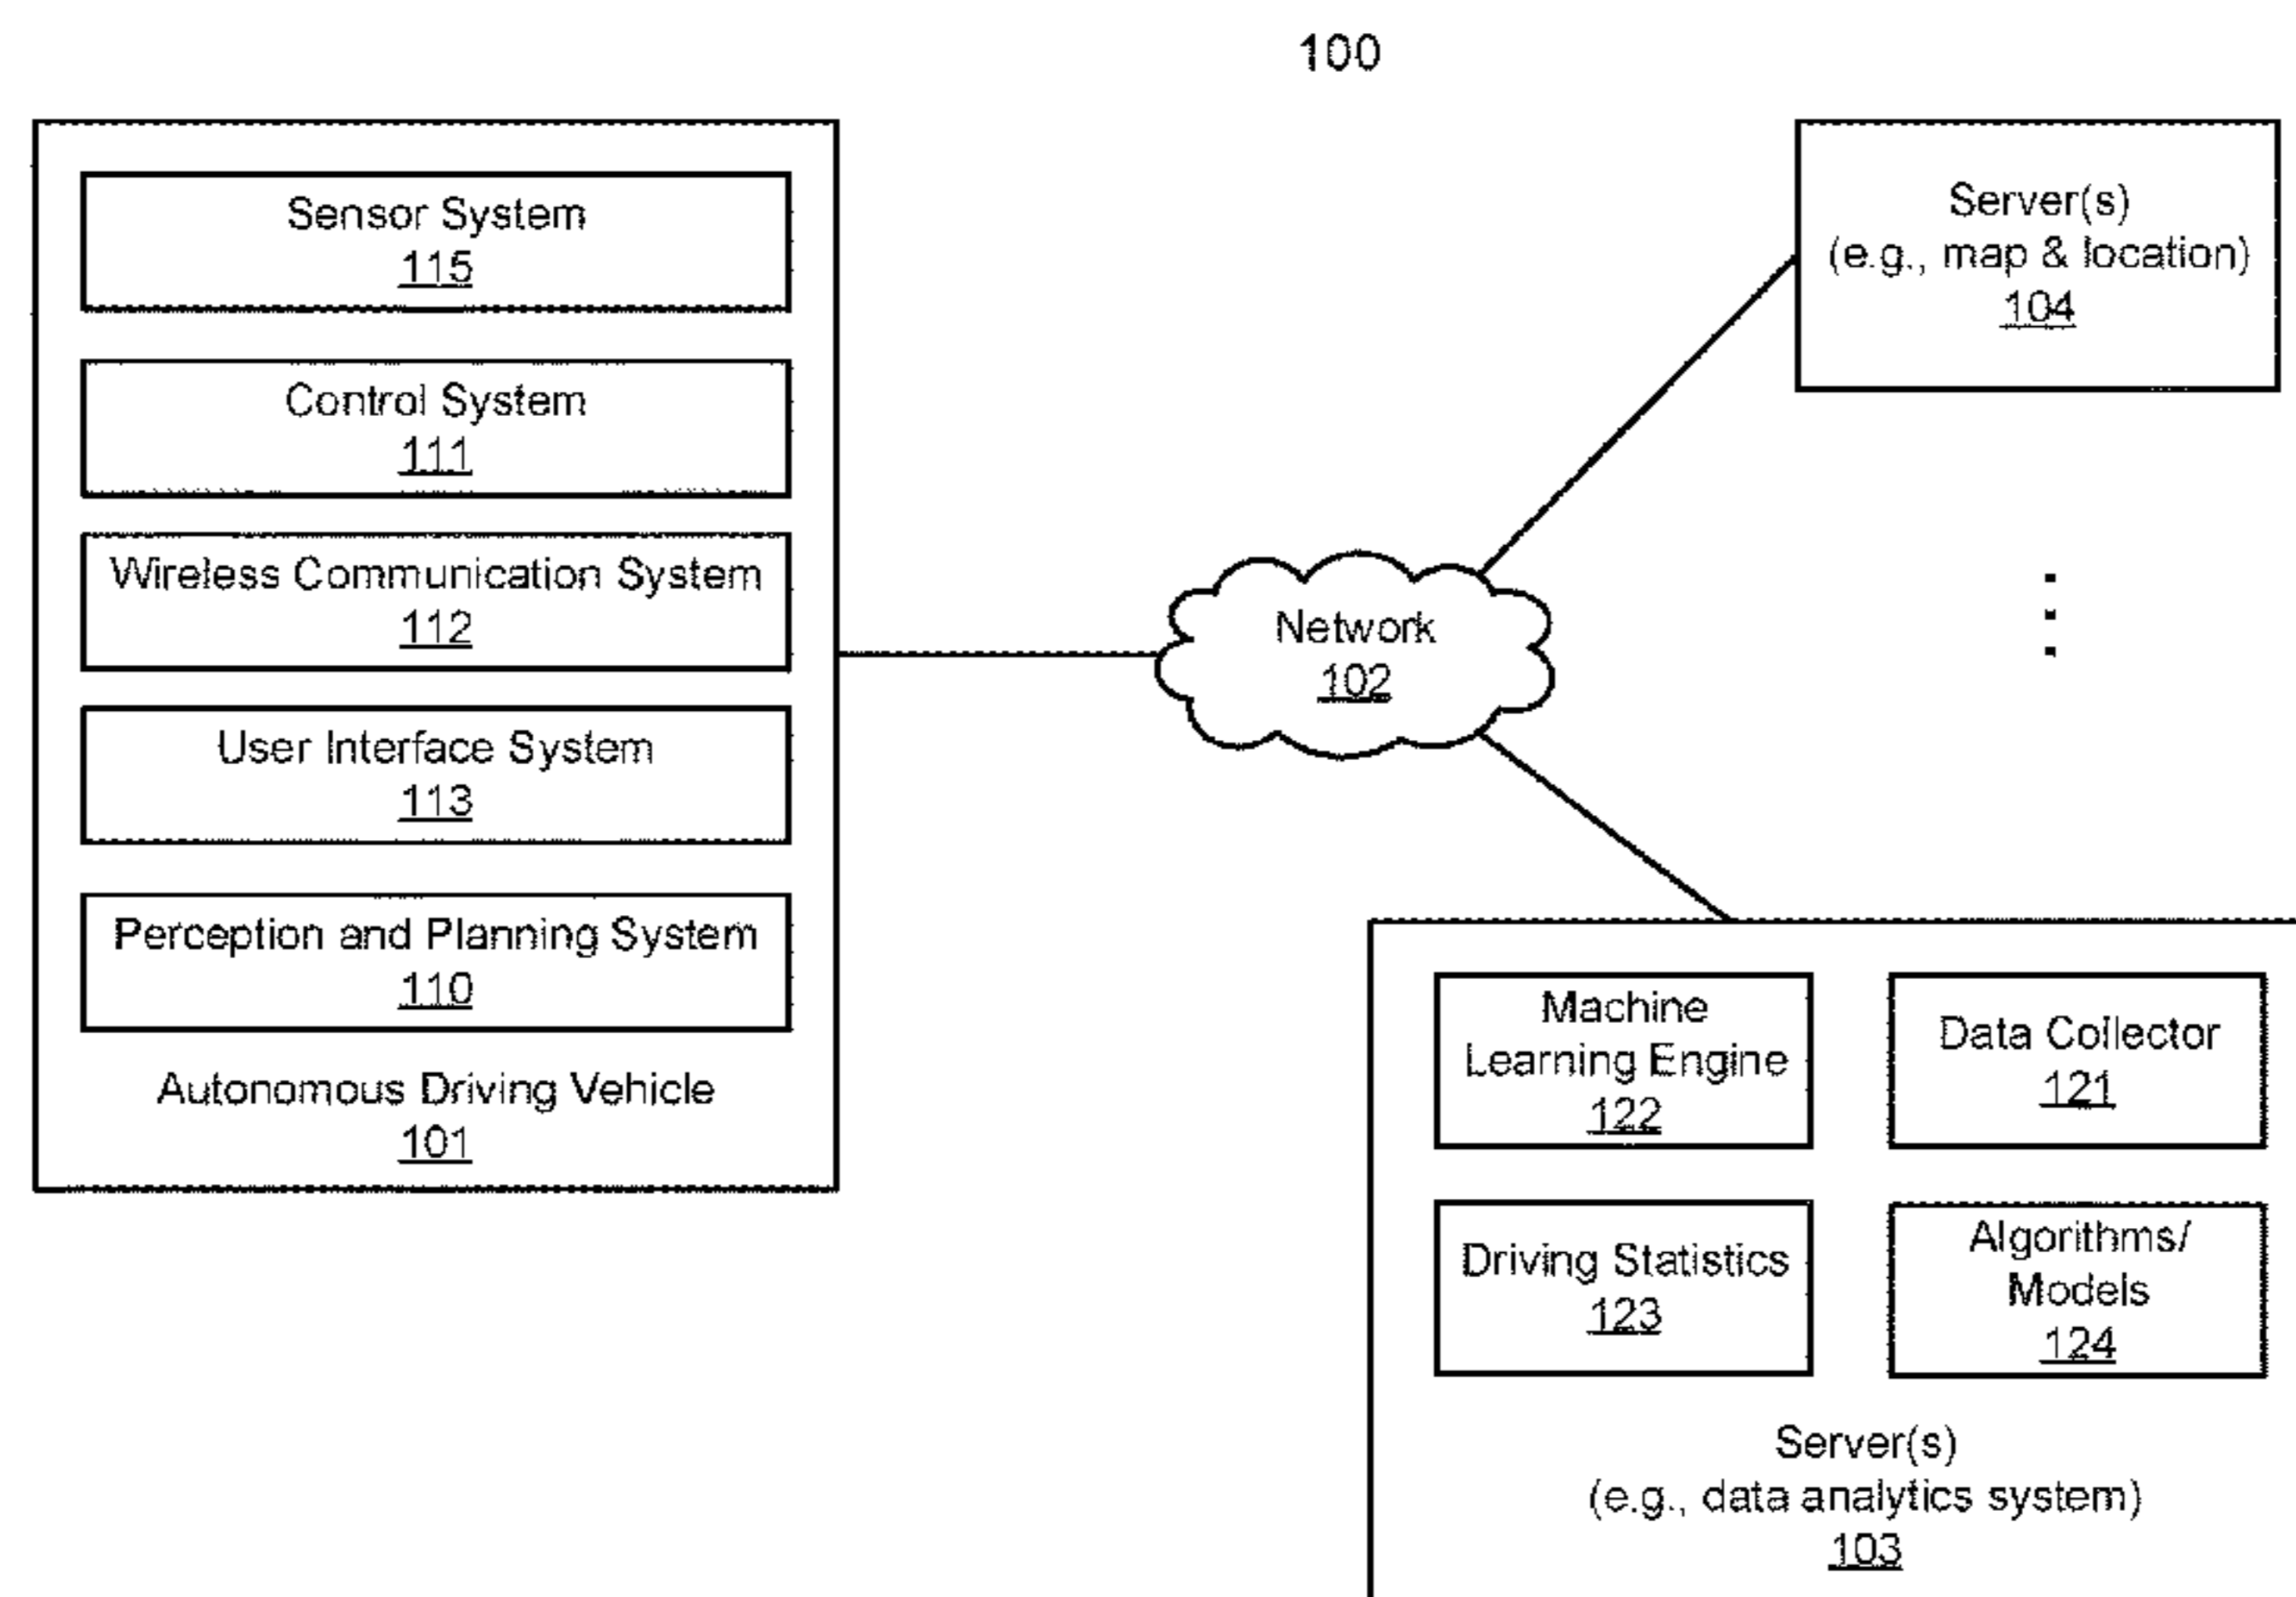 100
Sensor System
115
Control System
111
Wireless Communication System
112
User Interface System
113
Perception and Planning System
110
Autonomous Driving Vehicle
101
Network
102
Server(s)
(e.g., map & location)
104
Machine
Learning Engine
122
Data Collector
121
Driving Statistics
123
Algorithms/
Models
124
Server(s)
(e.g., data analytics system)
103